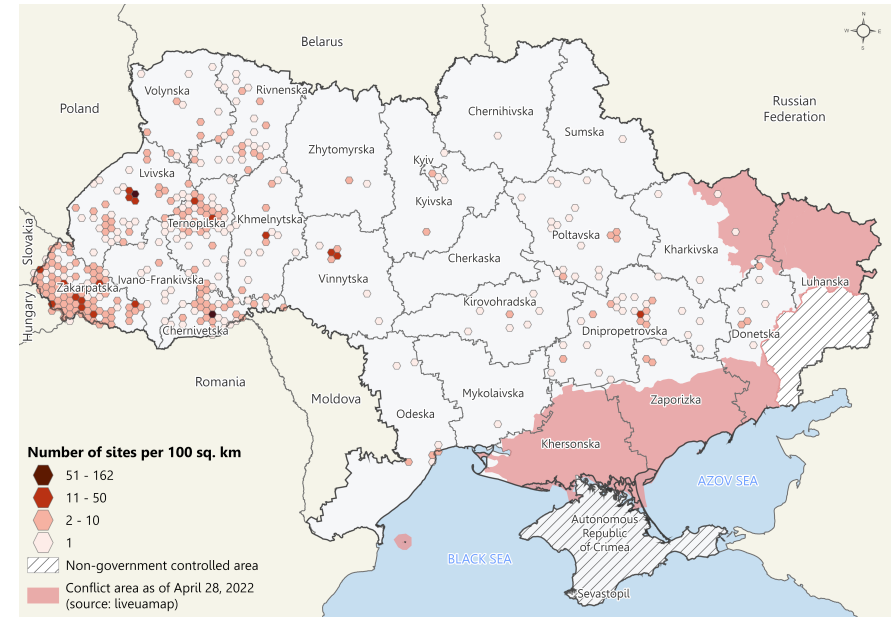 N
W
E
S
Belarus
Poland
Russian
Federation
Volynska
Rivnenska
Chernihivska
Sumska
Zhytomyrska
Kyiv
Lvivska
Kyivska
Ternopilska
Khmelnytska
Poltavska
Kharkivska
Slovakia
Hungary
Cherkaska
Vinnytska
Ivano-Frankivska
Zakarpatska
Luhanska
Kirovohradska
Chernivetska
Dnipropetrovska
Donetska
Romania
Moldova
Mykolaivska
Zaporizka
Odeska
Khersonska
AZOV SEA
BLACK SEA
Autonomous
Republic
of Crimea
Sevastopil
Number of sites per 100 sq. km
51 - 162
11 - 50
2 - 10
1
Non-government controlled area
Conflict area as of April 28, 2022
(source: liveuamap)